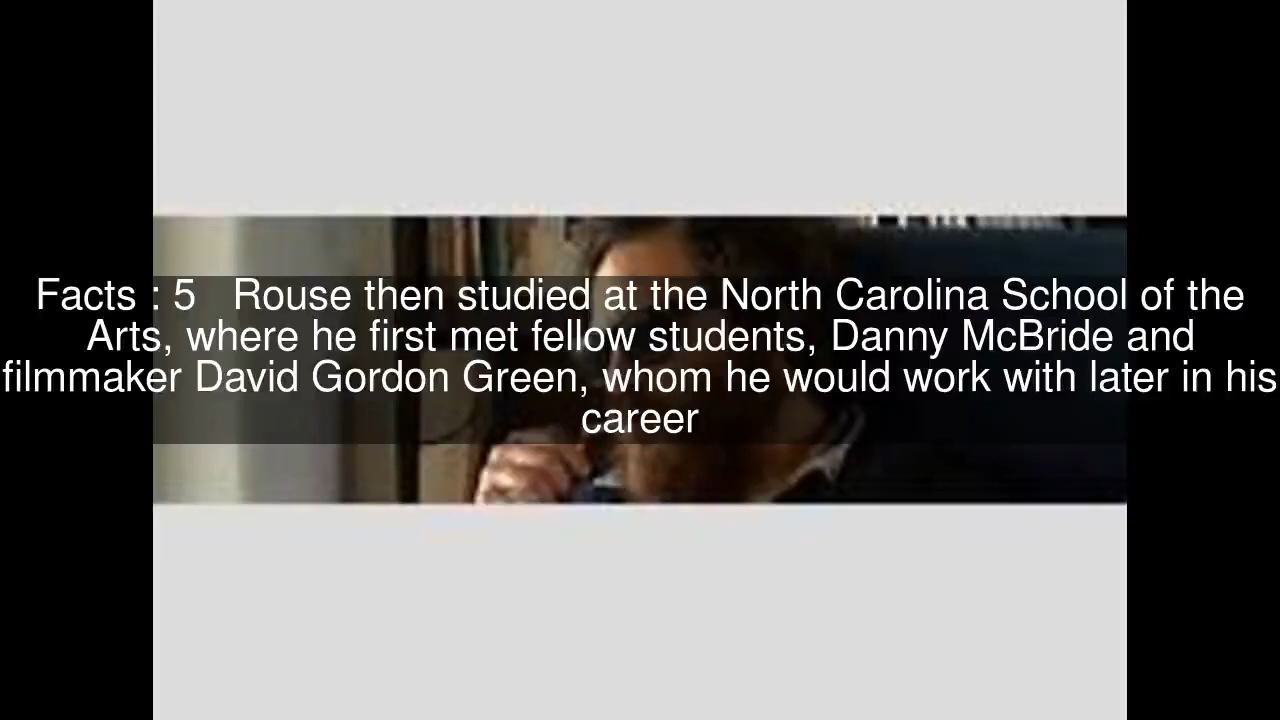 Facts : 5   Rouse then studied at the North Carolina School of the
Arts, where he first met fellow students, Danny McBride and
filmmaker David Gordon Green, whom he would work with later in his
career